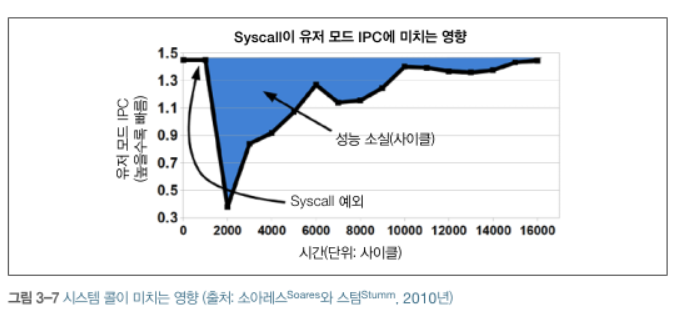 Syscall이 유저 모드 IPC에 미치는 영향
유저 모드 IPC
(높을수록 빠름)
1.5
1.3
1.1
0.9
0.7
0.5
0.3
성능 소실(사이클)
Syscall 예외
0 2000 4000 6000 8000 10000 12000 14000 16000
시간(단위: 사이클)
그림 3-7 시스템 콜이 미치는 영향 (출처: 소아레스Soares와 스텀Stumm, 2010년)